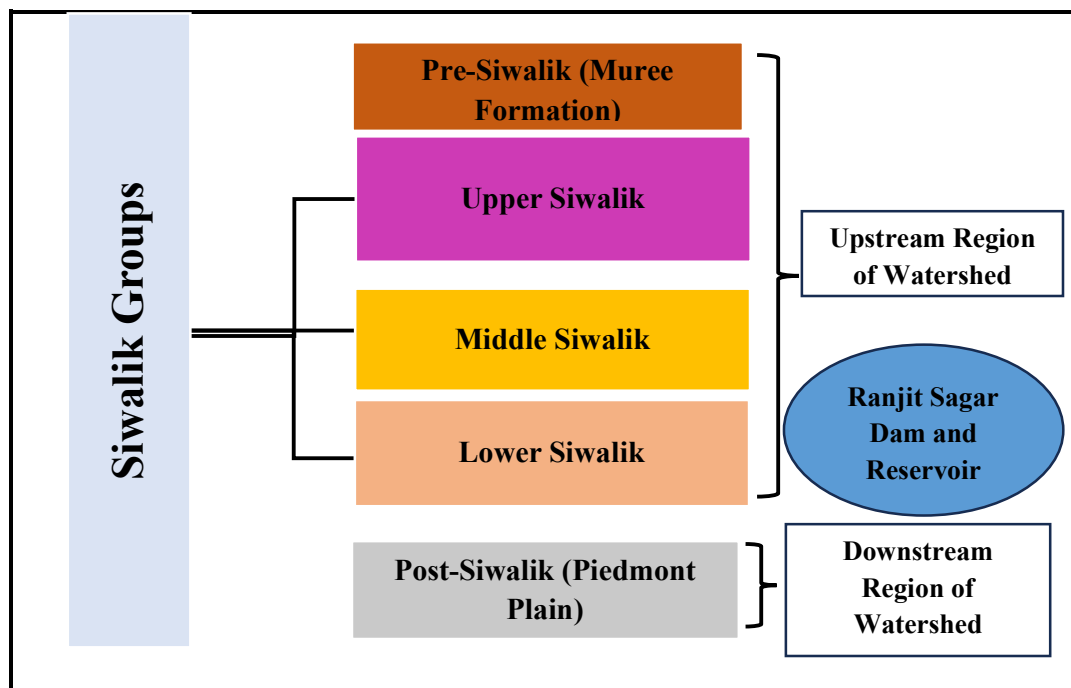 Siwalik Groups
Pre-Siwalik (Muree
Formation)
Upper Siwalik
Middle Siwalik
Lower Siwalik
Post-Siwalik (Piedmont
Plain)
Upstream Region
of Watershed
Ranjit Sagar
Dam and
Reservoir
Downstream
Region of
Watershed